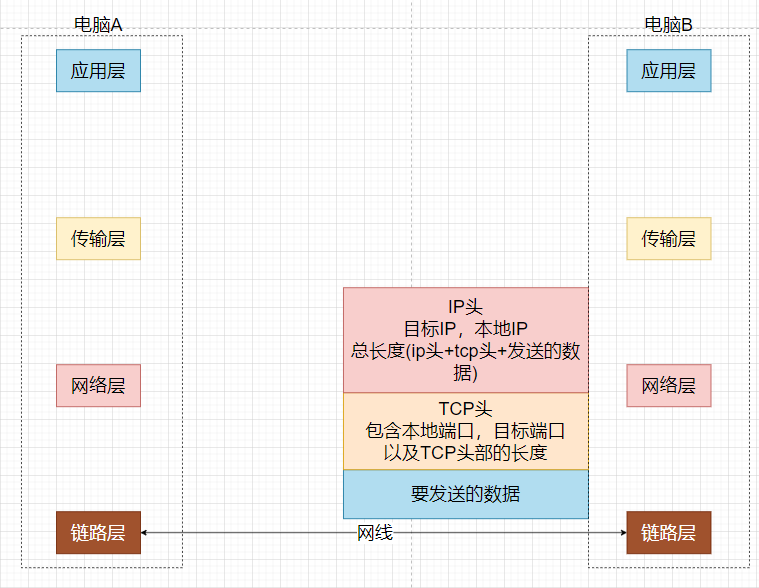 电脑A
电脑B
应用层
应用层
传输层
传输层
IP头
目标IP，本地IP
总长度(ip头+tcp头+发送的数
据)
网络层
网络层
TCP头
包含本地端口，目标端口
以及TCP头部的长度
要发送的数据
链路层
网线
链路层